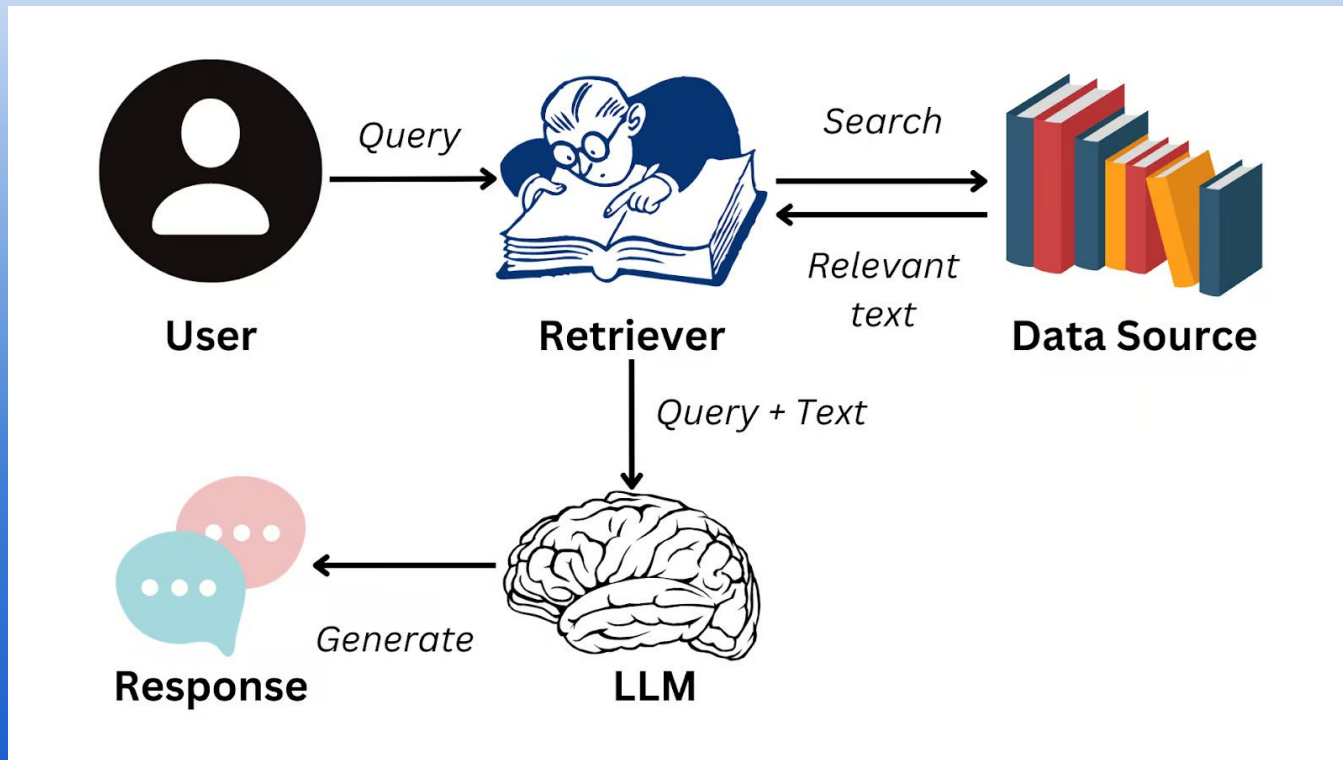 Query
Search
Relevant
text
User
Retriever
Data Source
Query + Text
Generate
Response
LLM